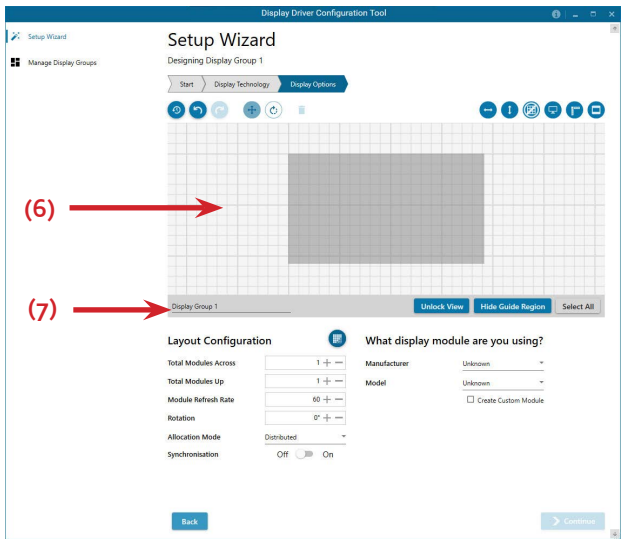 Display Driver Configuration Tool
Setup Wizard
Manage Display Groups
Setup Wizard
Designing Display Group 1
Start Display Technology Display Options
(6)
(7)
Display Group 1 Unlock View Hide Guide Region Select All
Layout Configuration
Total Modules Across 1
Total Modules Up 1
Module Refresh Rate 60
Rotation 0°
Allocation Mode Distributed
Synchronisation Off On
What display module are you using?
Manufacturer Unknown
Model Unknown
Create Custom Module
Back Continue